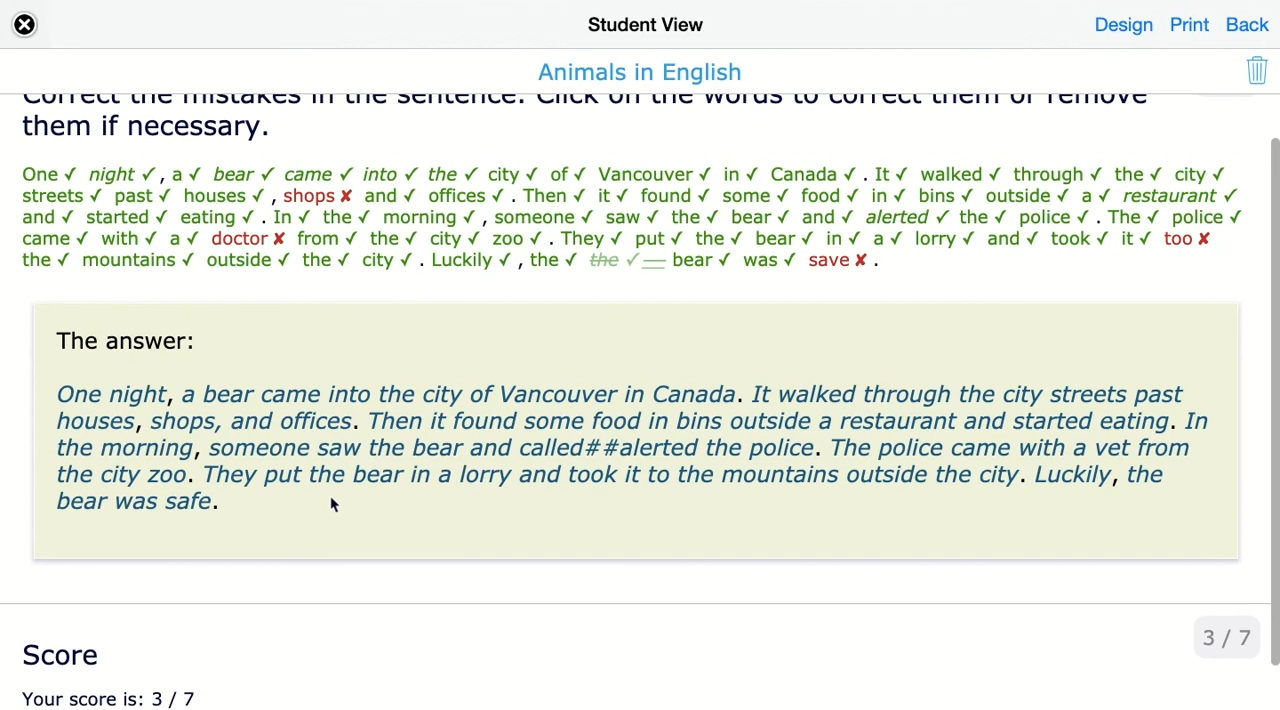 Student View
Design Print Back
Animals in English
Correct the mistakes in the sentence. Click on the words to correct them or remove
them if necessary.
One ✓ night ✓ , a ✓ bear ✓ came ✓ into ✓ the ✓ city ✓ of ✓ Vancouver ✓ in ✓ Canada ✓ . It ✓ walked ✓ through ✓ the ✓ city ✓
streets ✓ past ✓ houses ✓ , shops ✘ and ✓ offices ✓ . Then ✓ it ✓ found ✓ some ✓ food ✓ in ✓ bins ✓ outside ✓ a ✓ restaurant ✓
and ✓ started ✓ eating ✓ . In ✓ the ✓ morning ✓ , someone ✓ saw ✓ the ✓ bear ✓ and ✓ alerted ✓ the ✓ police ✓ . The ✓ police ✓
came ✓ with ✓ a ✓ doctor ✘ from ✓ the ✓ city ✓ zoo ✓ . They ✓ put ✓ the ✓ bear ✓ in ✓ a ✓ lorry ✓ and ✓ took ✓ it ✓ too ✘
the ✓ mountains ✓ outside ✓ the ✓ city ✓ . Luckily ✓ , the ✓ the ✓ __ bear ✓ was ✓ save ✘ .
The answer:
One night, a bear came into the city of Vancouver in Canada. It walked through the city streets past
houses, shops, and offices. Then it found some food in bins outside a restaurant and started eating. In
the morning, someone saw the bear and called##alerted the police. The police came with a vet from
the city zoo. They put the bear in a lorry and took it to the mountains outside the city. Luckily, the
bear was safe.
3 / 7
Score
Your score is: 3 / 7